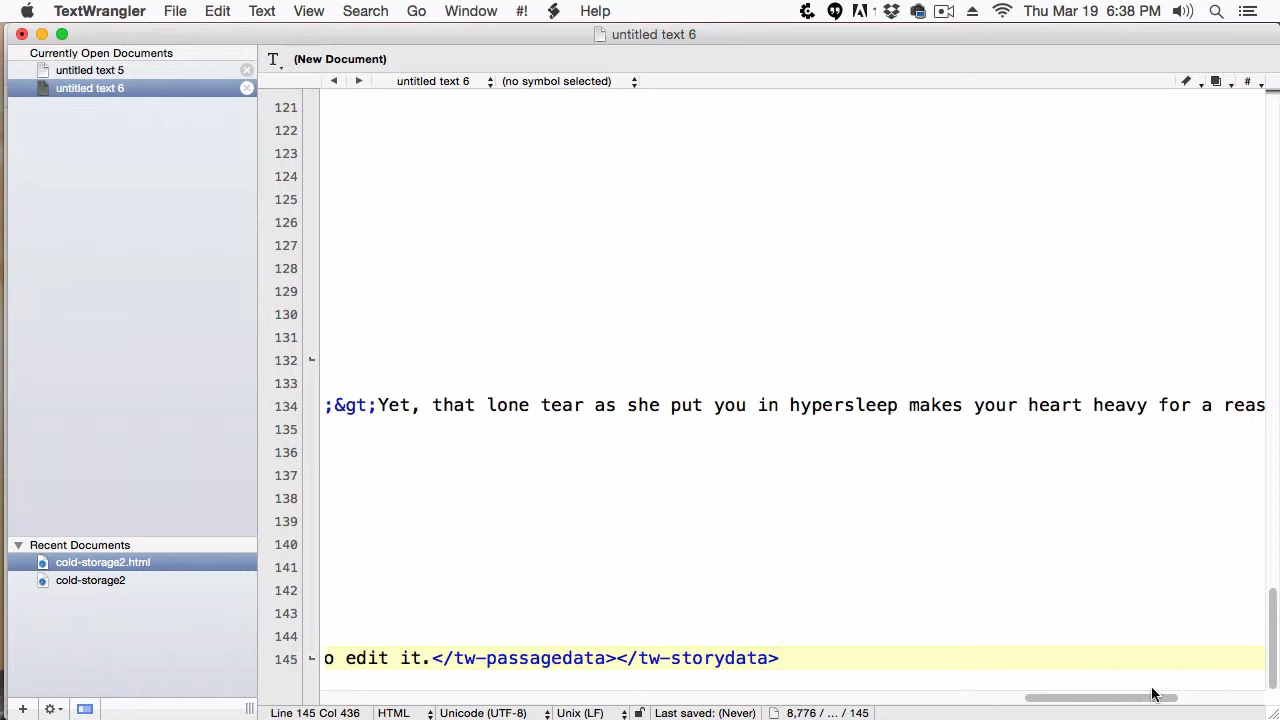 TextWrangler File Edit Text View Search Go Window #! Help 1 Thu Mar 19 6:38 PM
untitled text 6
Currently Open Documents
untitled text 5
untitled text 6
T. (New Document)
untitled text 6 (no symbol selected) #
121
122
123
124
125
126
127
128
129
130
131
132
133
134 ;&gt;Yet, that lone tear as she put you in hypersleep makes your heart heavy for a reas
135
136
137
138
139
140
141
142
143
144
145 o edit it.</tw-passagedata></tw-storydata>
Recent Documents
cold-storage2.html
cold-storage2
Line 145 Col 436 HTML Unicode (UTF-8) Unix (LF) Last saved: (Never) 8,776 / ... / 145